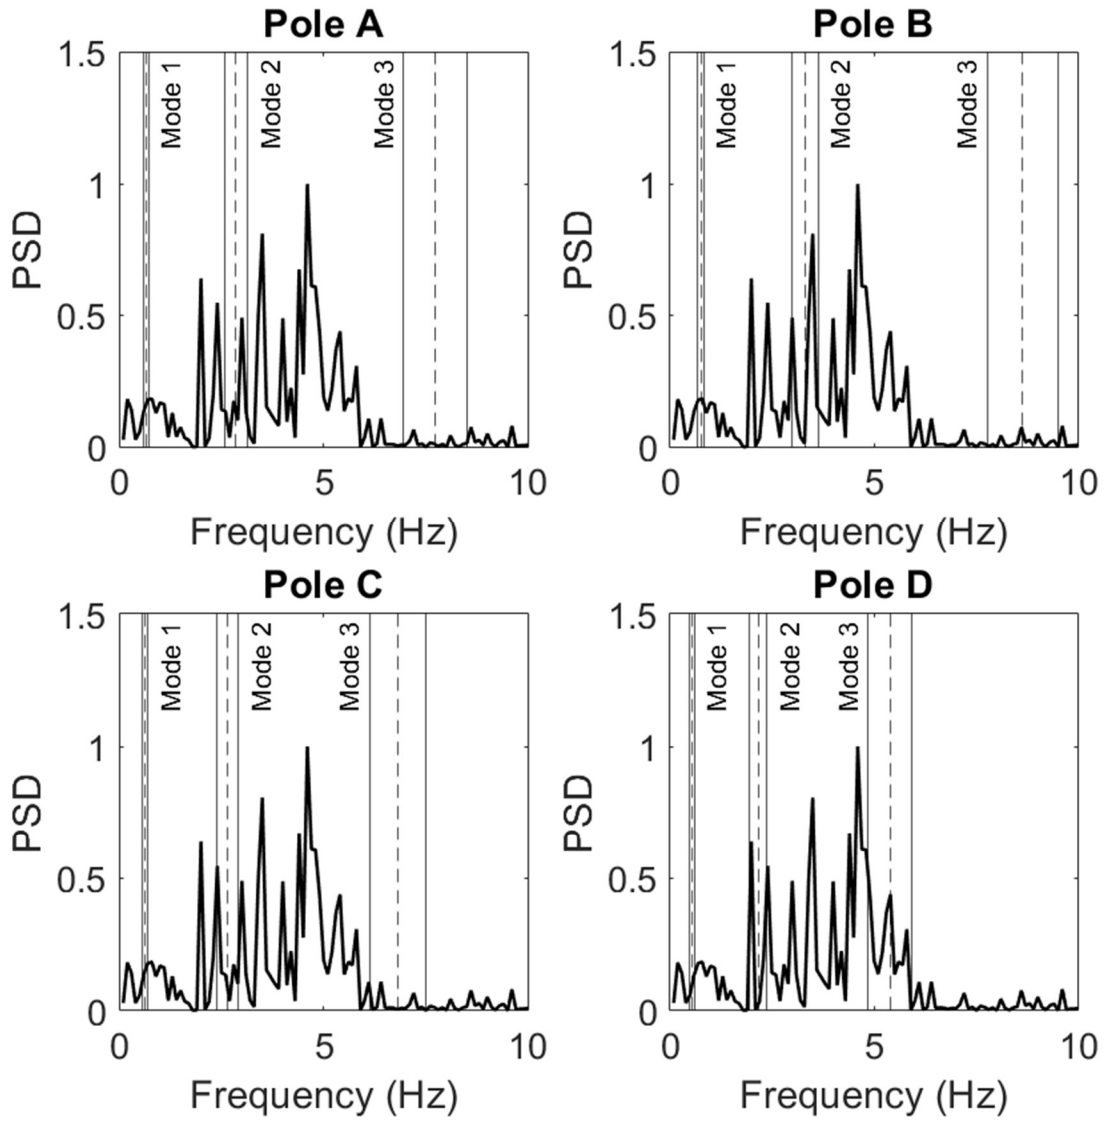 Pole A
1.5
1
0.5
0
PSD
Mode 1
Mode 2
Mode 3
0 5 10
Frequency (Hz)
Pole B
1.5
1
0.5
0
PSD
Mode 1
Mode 2
Mode 3
0 5 10
Frequency (Hz)
Pole C
1.5
1
0.5
0
PSD
Mode 1
Mode 2
Mode 3
0 5 10
Frequency (Hz)
Pole D
1.5
1
0.5
0
PSD
Mode 1
Mode 2
Mode 3
0 5 10
Frequency (Hz)